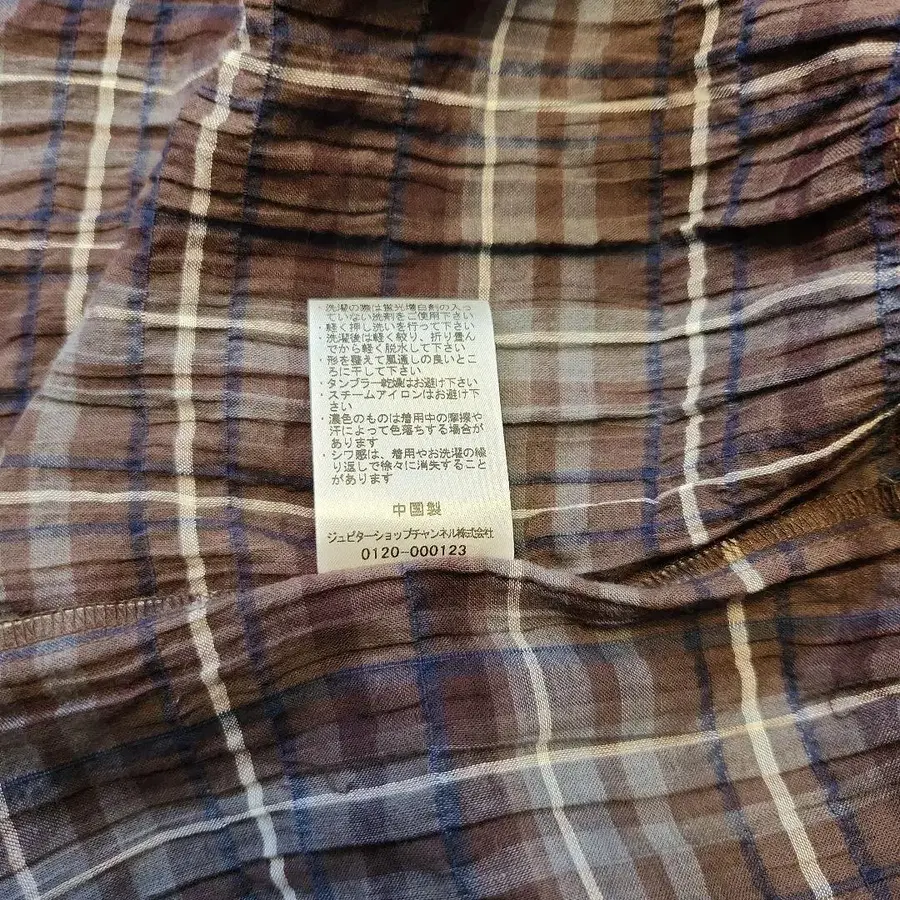 ・洗濯の際は蛍光増白剤の入っ
ていない洗剤をご使用下さい
・軽く押し洗いを行って下さい
・洗濯後は軽く絞り、折り畳ん
でから軽く脱水して下さい
・形を整えて風通しの良いとこ
ろに干して下さい
・タンブラー乾燥はお避け下さい
・スチームアイロンはお避け下
さい
・濃色のものは着用中の摩擦や
汗によって色落ちする場合が
あります
・シワ感は、着用やお洗濯の繰
り返しで徐々に消失すること
があります
中國製
ジュピターショップチャンネル株式会社
0120-000123